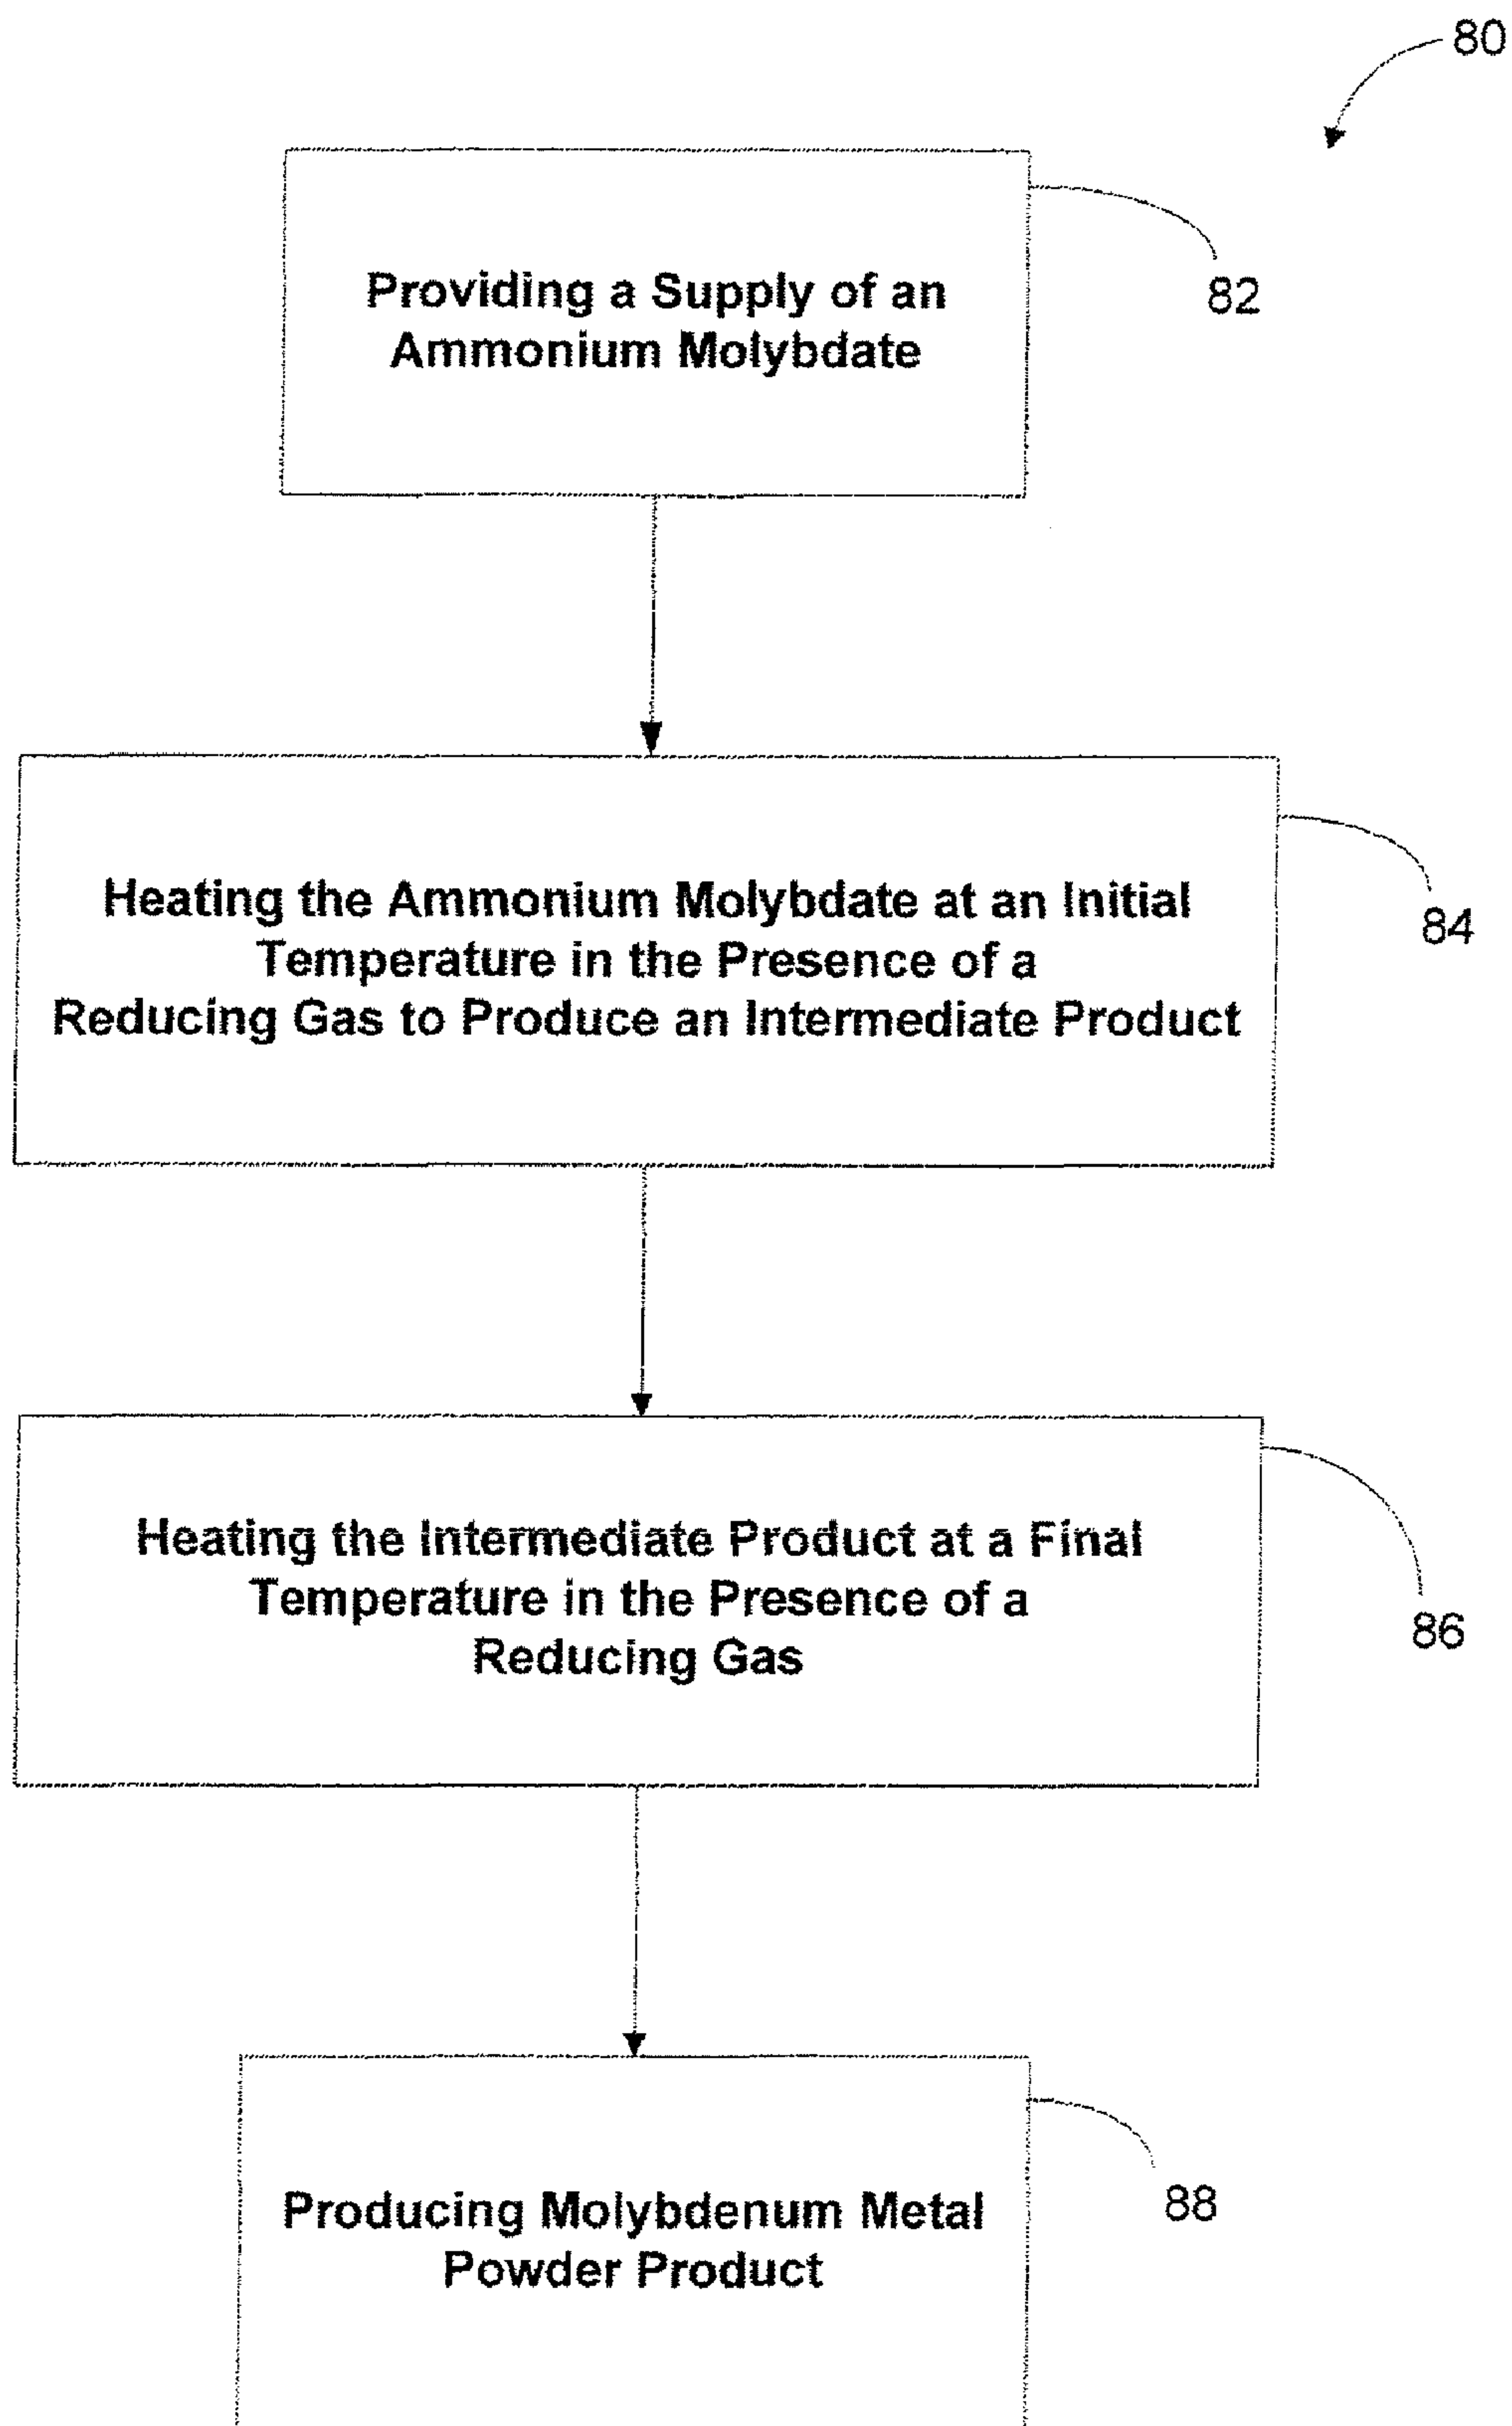 80
Providing a Supply of an
Ammonium Molybdate
82
Heating the Ammonium Molybdate at an Initial
Temperature in the Presence of a
Reducing Gas to Produce an Intermediate Product
84
Heating the Intermediate Product at a Final
Temperature in the Presence of a
Reducing Gas
86
Producing Molybdenum Metal
Powder Product
88